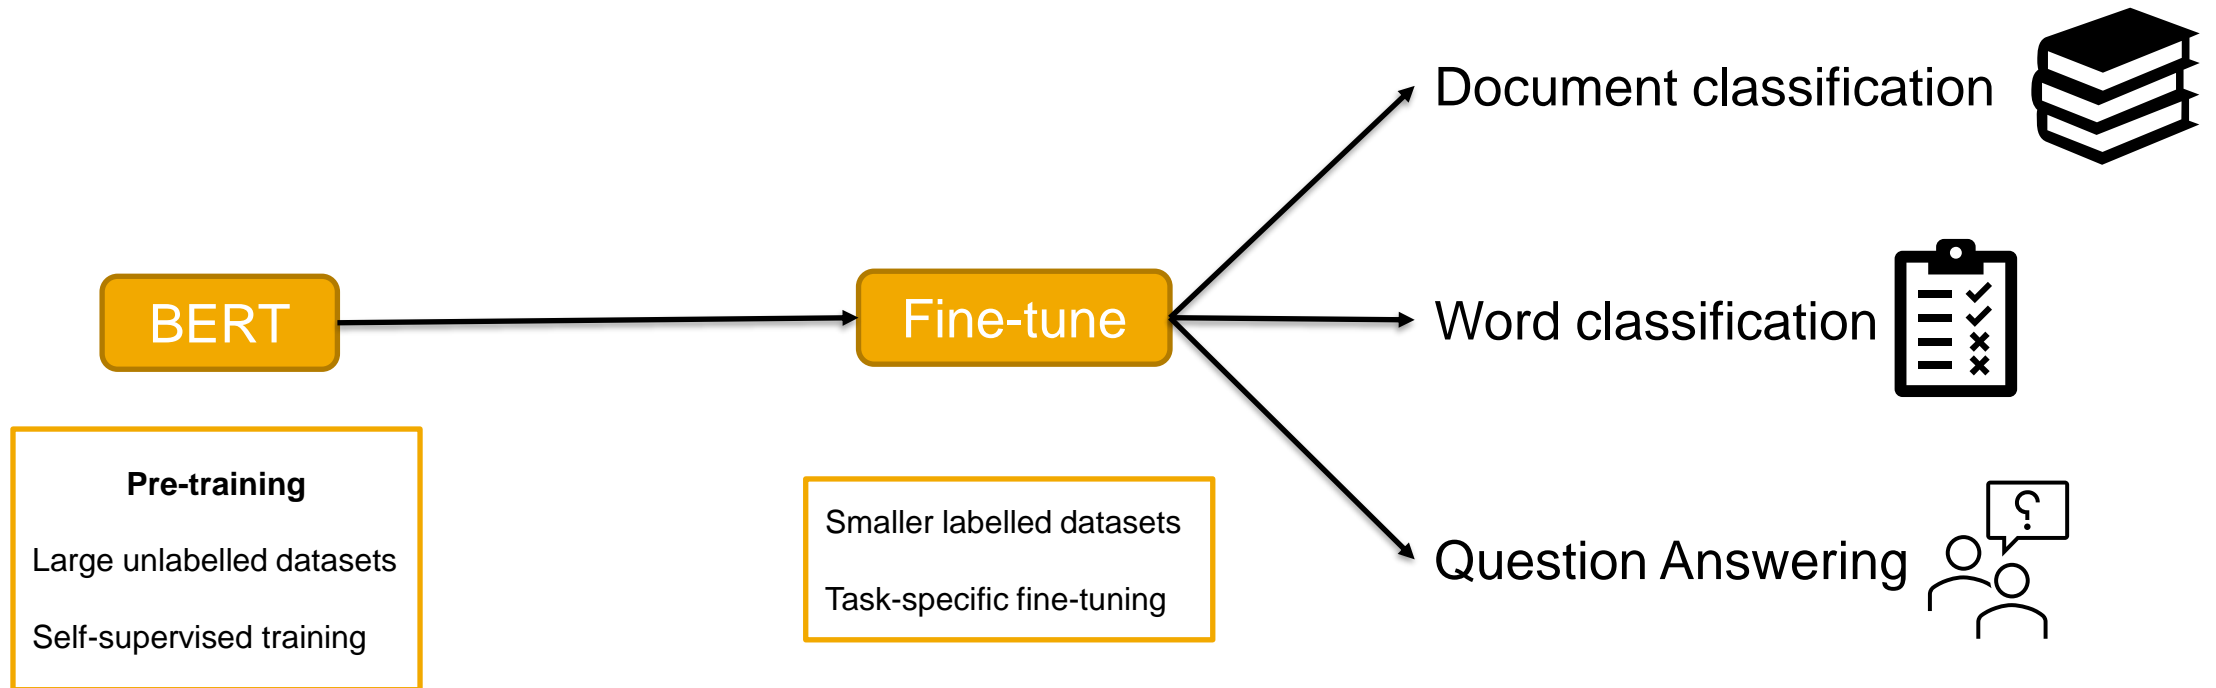 BERT
Pre-training
Large unlabelled datasets
Self-supervised training
Fine-tune
Smaller labelled datasets
Task-specific fine-tuning
Document classification
Word classification
Question Answering
?